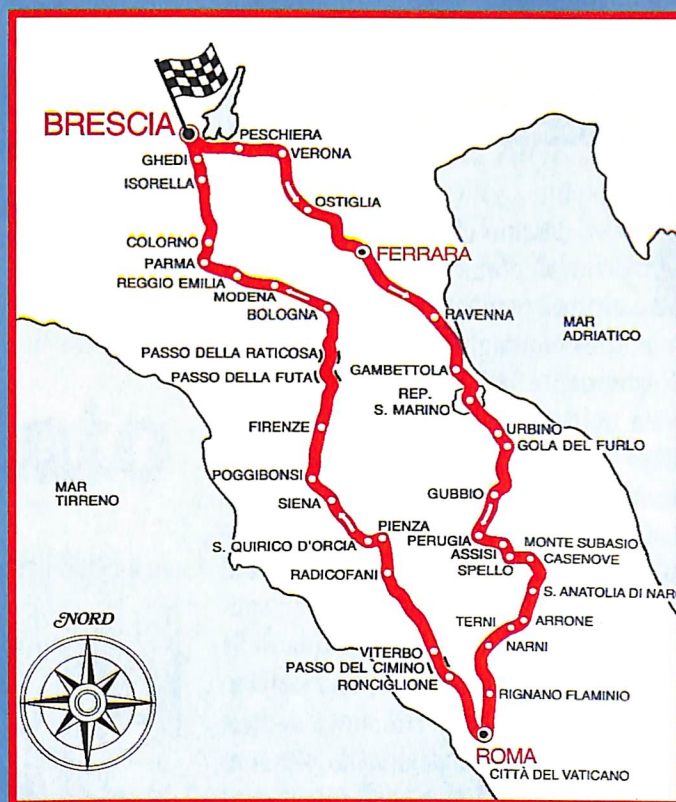 BRESCIA
PESCHIERA
VERONA
GHEDI
ISORELLA
OSTIGLIA
COLORNO
PARMA
FERRARA
REGGIO EMILIA
MODENA
BOLOGNA
RAVENNA
MAR
ADRIATICO
PASSO DELLA RATICOSA
PASSO DELLA FUTA
GAMBETTOLA
REP.
S. MARINO
FIRENZE
URBINO
GOLA DEL FURLO
POGGIBONSI
MAR
TIRRENO
SIENA
GUBBIO
PIENZA
PERUGIA
MONTE SUBASIO
S. QUIRICO D'ORCIA
ASSISI
CASENOVE
RADICOFANI
SPELLO
S. ANATOLIA DI NAR
NORD
TERNI
ARRONE
NARNI
VITERBO
PASSO DEL CIMINO
RONCIGLIONE
RIGNANO FLAMINIO
ROMA
CITTÀ DEL VATICANO